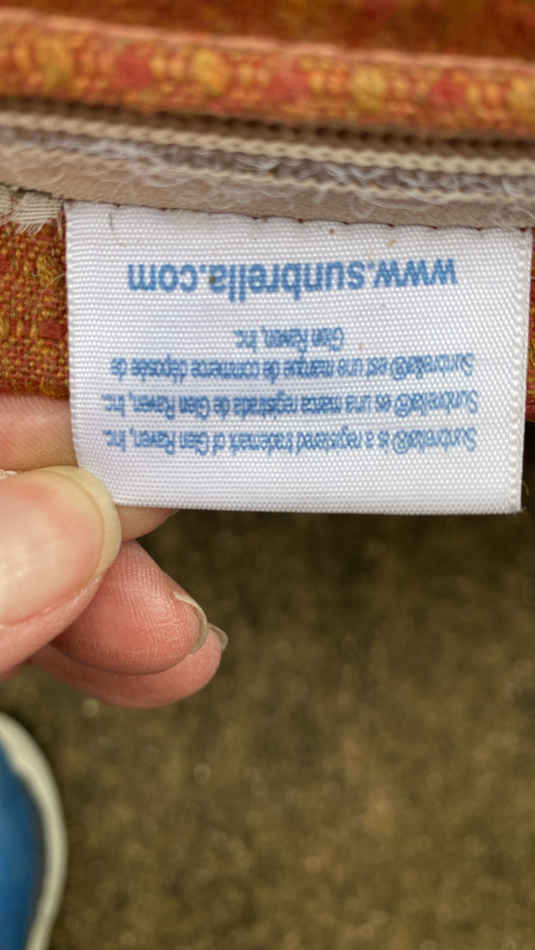 Sunbrella® is a registered trademark of Glen Raven, Inc.
Sunbrella® es una marca registrada de Glen Raven, Inc.
Sunbrella® est une marque de commerce déposée de
Glen Raven, Inc.
www.sunbrella.com